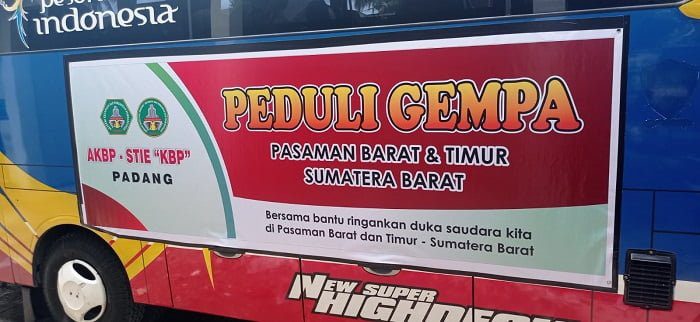 indonesia
AKBP - STIE "KBP"
PADANG
PEDULI GEMPA
PASAMAN BARAT & TIMUR
SUMATERA BARAT
Bersama bantu ringankan duka saudara kita
di Pasaman Barat dan Timur - Sumatera Barat
NEW SUPER